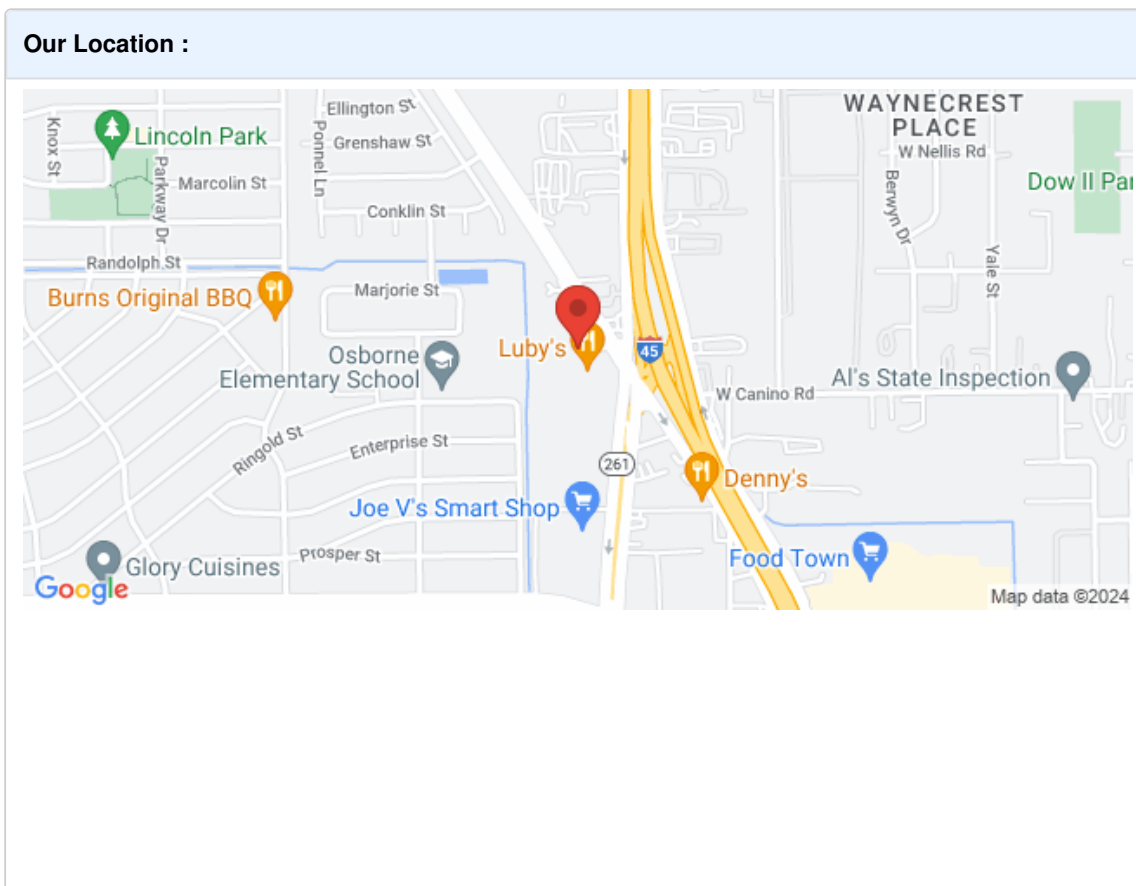 Our Location :
Ellington St
WAYNECREST
PLACE
Knox St
Lincoln Park
Ponnel Ln
Grenshaw St
W Nellis Rd
Parkway Dr
Marcolin St
Berwyn Dr
Dow II Par
Conklin St
Randolph St
Yale St
Burns Original BBQ
Marjorie St
Luby's
45
Osborne
Elementary School
Al's State Inspection
W Canino Rd
Ringold St
Enterprise St
261
Denny's
Joe V's Smart Shop
Prosper St
Food Town
Glory Cuisines
Google
Map data ©2024